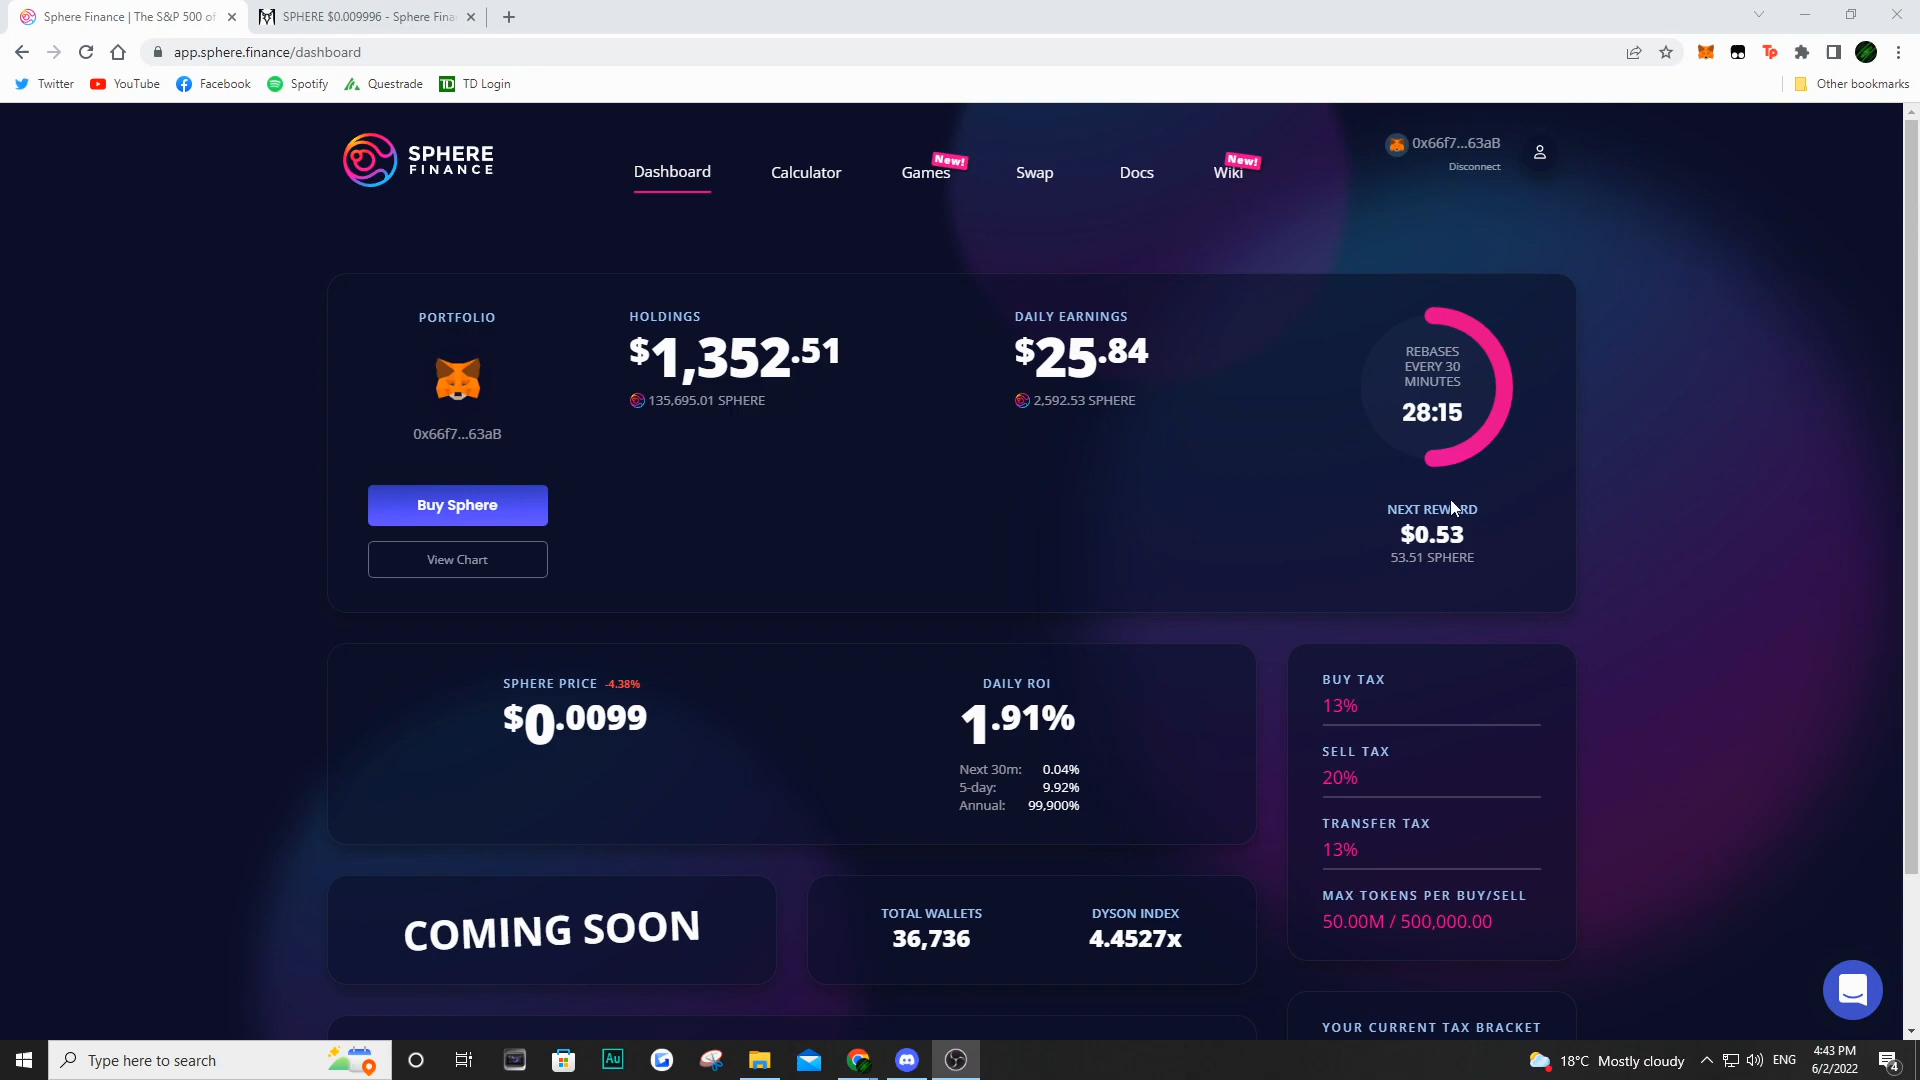 Sphere Finance | The S&P 500 of
SPHERE $0.009996 - Sphere Fina
app.sphere.finance/dashboard
Twitter
YouTube
Facebook
Spotify
Questrade
TD Login
Other bookmarks
SPHERE
FINANCE
Dashboard
Calculator
Games
New!
Swap
Docs
Wiki
New!
0x66f7...63aB
Disconnect
PORTFOLIO
0x66f7...63aB
Buy Sphere
View Chart
HOLDINGS
$1,352.51
135,695.01 SPHERE
DAILY EARNINGS
$25.84
2,592.53 SPHERE
REBASES
EVERY 30
MINUTES
28:15
NEXT REWARD
$0.53
53.51 SPHERE
SPHERE PRICE -4.38%
$0.0099
DAILY ROI
1.91%
Next 30m: 0.04%
5-day: 9.92%
Annual: 99,900%
BUY TAX
13%
SELL TAX
20%
TRANSFER TAX
13%
MAX TOKENS PER BUY/SELL
50.00M / 500,000.00
COMING SOON
TOTAL WALLETS
36,736
DYSON INDEX
4.4527x
YOUR CURRENT TAX BRACKET
Type here to search
Au
18°C Mostly cloudy
ENG
4:43 PM
6/2/2022
4